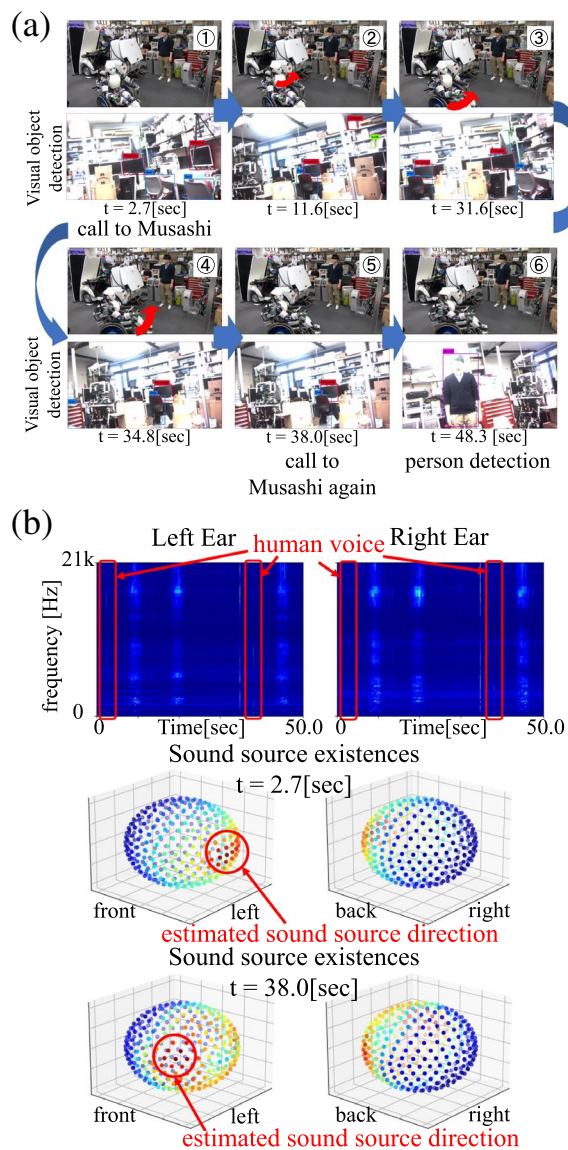 (a)
① ② ③
Visual object
detection
t = 2.7[sec] t = 11.6[sec] t = 31.6[sec]
call to Musashi
④ ⑤ ⑥
Visual object
detection
t = 34.8[sec] t = 38.0[sec] t = 48.3 [sec]
call to person detection
Musashi again
(b)
Left Ear Right Ear
human voice
21k
frequency [Hz]
0
0 Time[sec] 50.0 0 Time[sec] 50.0
Sound source existences
t = 2.7[sec]
front left back right
estimated sound source direction
Sound source existences
t = 38.0[sec]
front left back right
estimated sound source direction